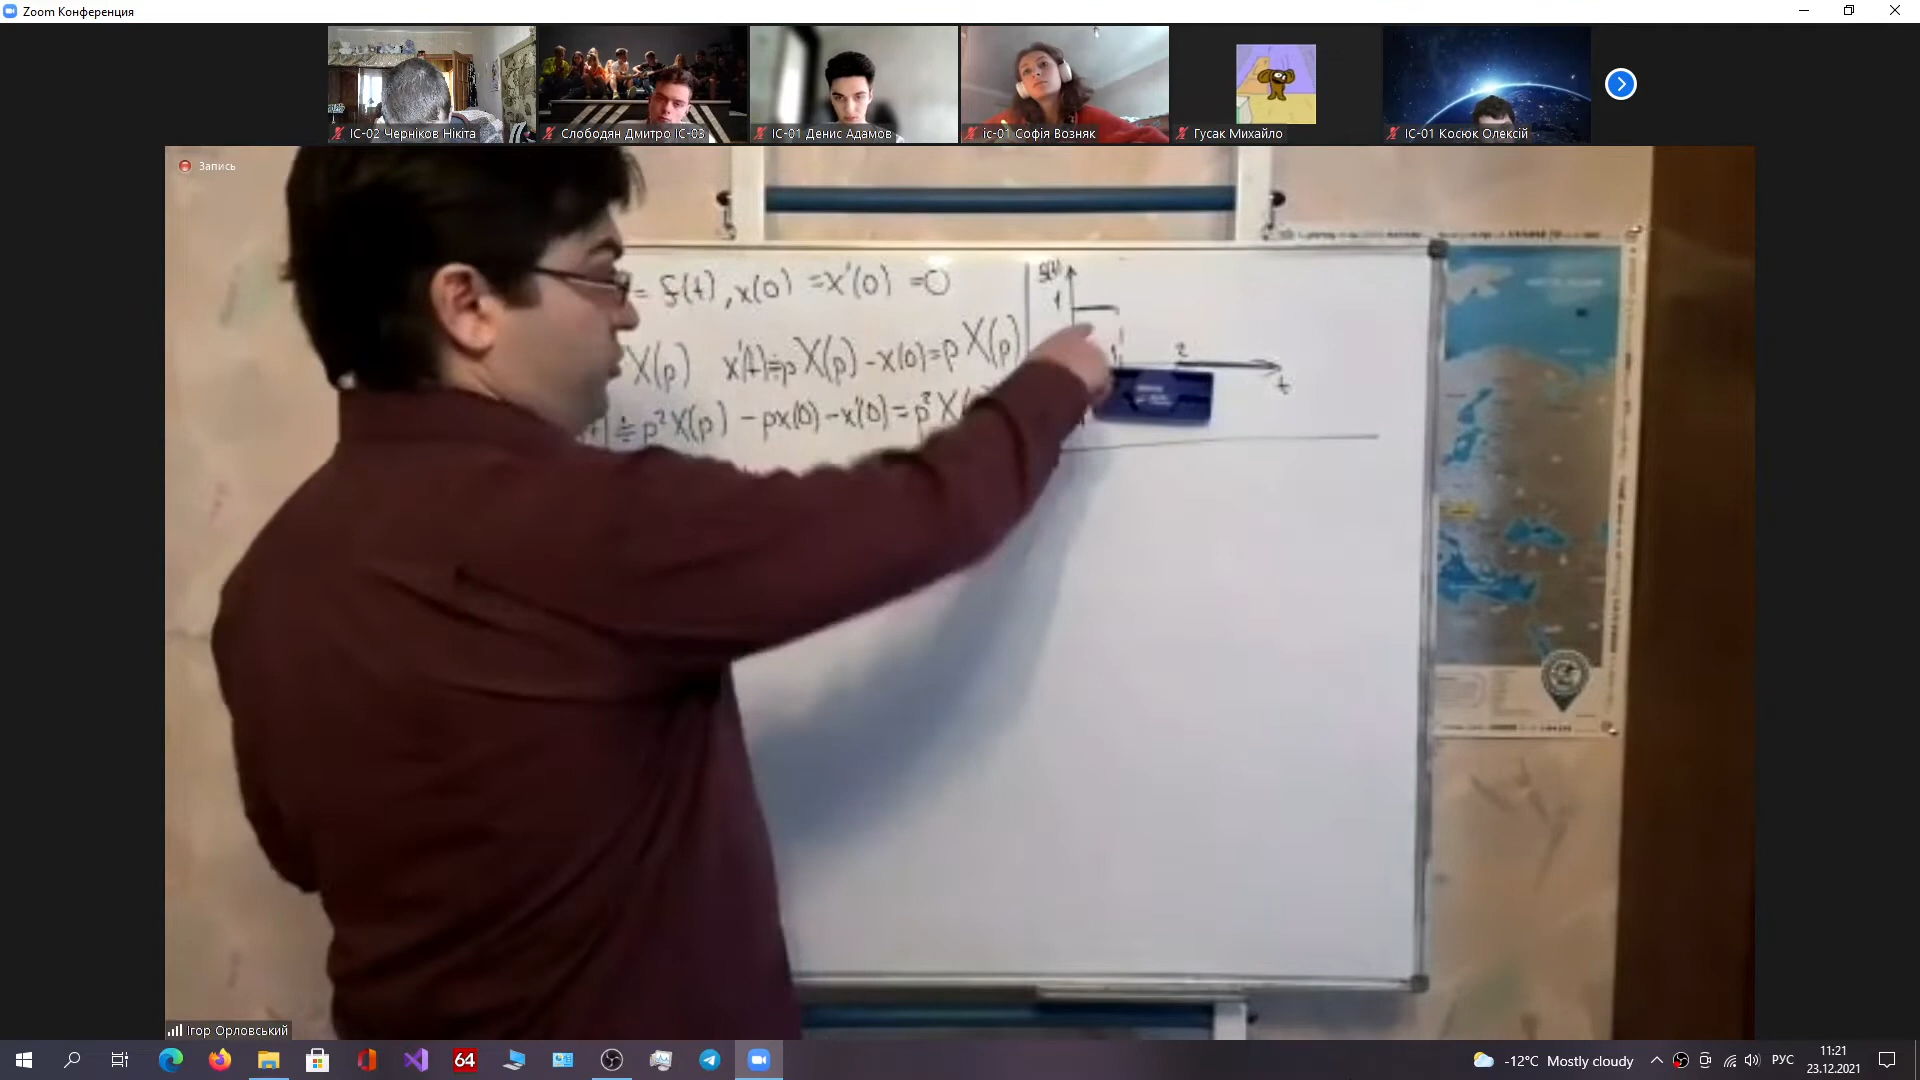 Zoom Конференция
ІС-02 Черніков Нікіта
Слободян Дмитро ІС-03
ІС-01 Денис Адамов
іс-01 Софія Возняк
Гусак Михайло
ІС-01 Косюк Олексій
Запись
= f(t), x(0) = x'(0) = 0
X(p) x'(t) ≑ pX(p) - x(0) = pX(p)
≑ p²X(p) - px(0) - x'(0) = p²X(
f(t)
1
1
2
t
Ігор Орловський
64
-12°C Mostly cloudy
РУС
11:21
23.12.2021